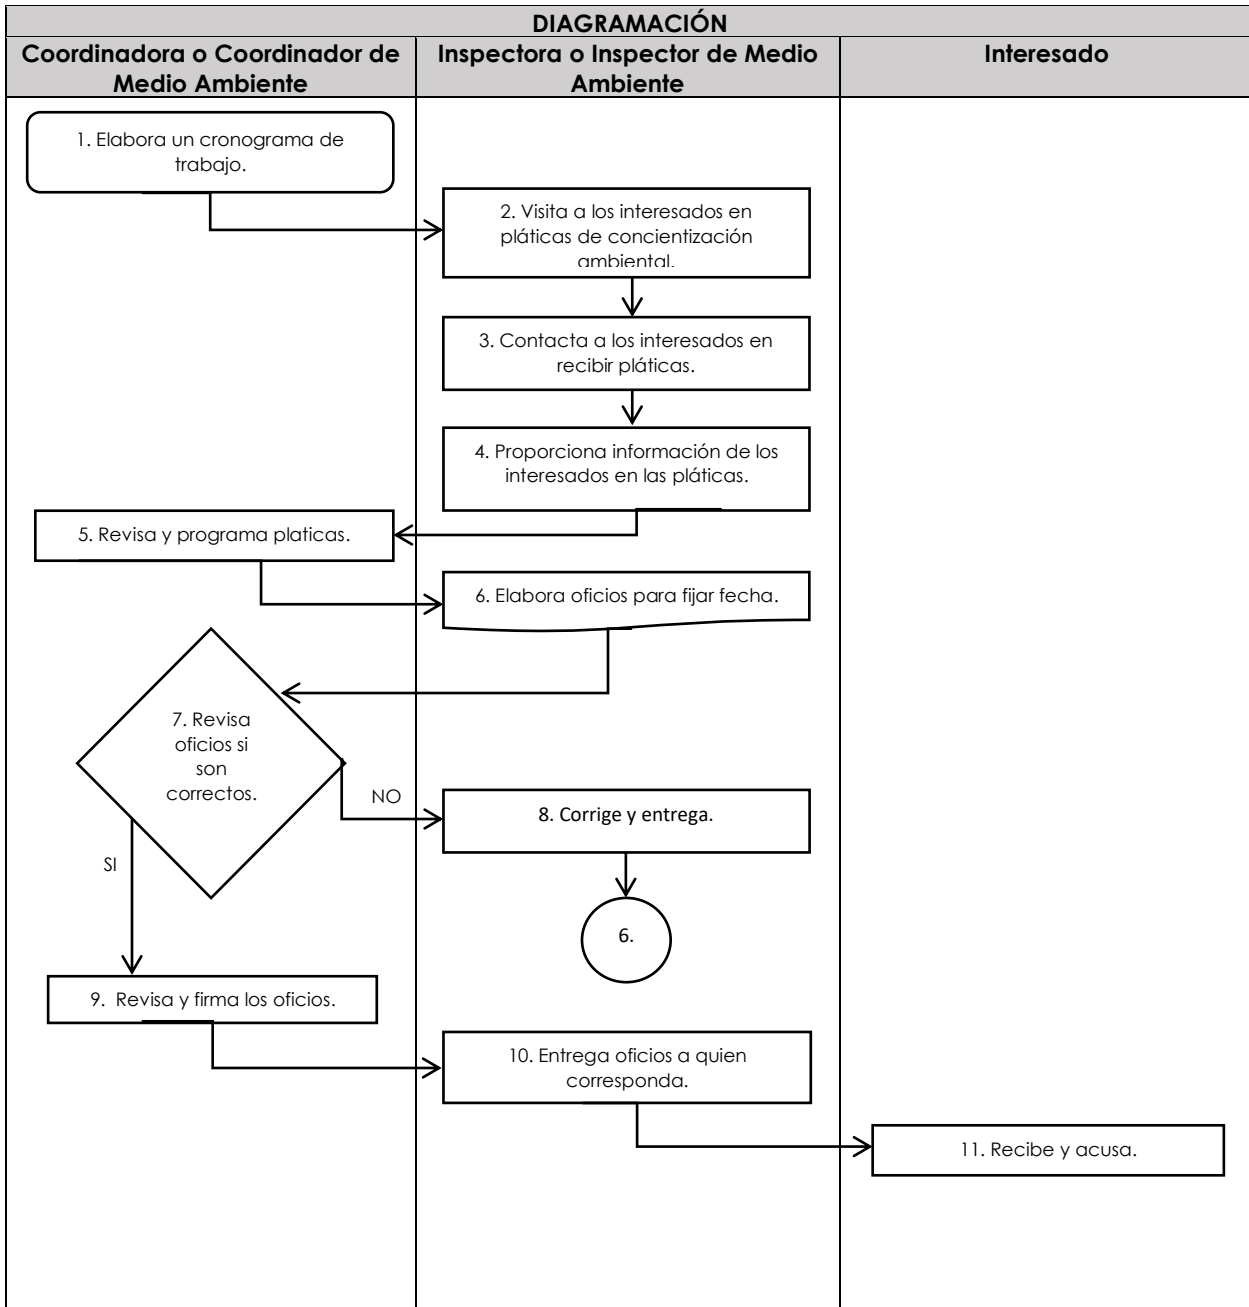 DIAGRAMACIÓN
Coordinadora o Coordinador de
Medio Ambiente
Inspectora o Inspector de Medio
Ambiente
Interesado
1. Elabora un cronograma de
trabajo.
2. Visita a los interesados en
pláticas de concientización
ambiental.
3. Contacta a los interesados en
recibir pláticas.
4. Proporciona información de los
interesados en las pláticas.
5. Revisa y programa platicas.
6. Elabora oficios para fijar fecha.
7. Revisa
oficios si
son
correctos.
NO
8. Corrige y entrega.
SI
6.
9. Revisa y firma los oficios.
10. Entrega oficios a quien
corresponda.
11. Recibe y acusa.